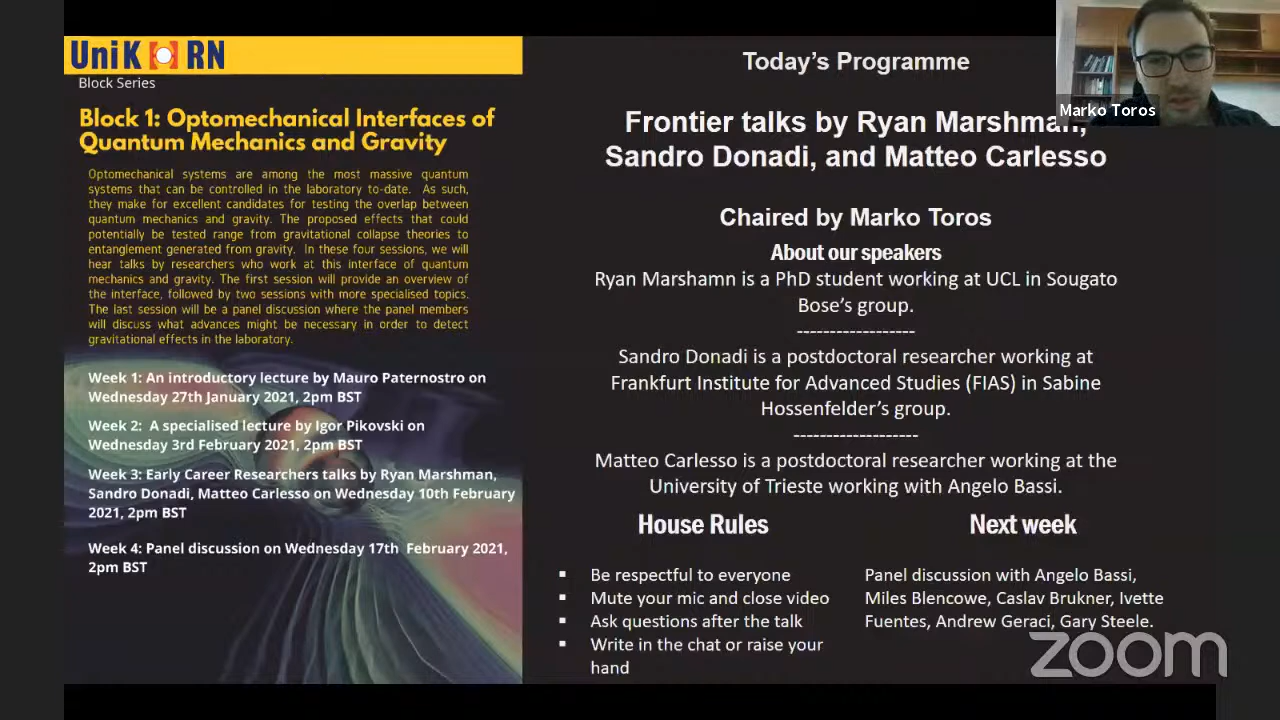 UniK RN
Block Series
Block 1: Optomechanical Interfaces of
Quantum Mechanics and Gravity
Optomechanical systems are among the most massive quantum
systems that can be controlled in the laboratory to-date. As such,
they make for excellent candidates for testing the overlap between
quantum mechanics and gravity. The proposed effects that could
potentially be tested range from gravitational collapse theories to
entanglement generated from gravity. In these four sessions, we will
hear talks by researchers who work at this interface of quantum
mechanics and gravity. The first session will provide an overview of
the interface, followed by two sessions with more specialised topics.
The last session will be a panel discussion where the panel members
will discuss what advances might be necessary in order to detect
gravitational effects in the laboratory.
Week 1: An introductory lecture by Mauro Paternostro on
Wednesday 27th January 2021, 2pm BST
Week 2: A specialised lecture by Igor Pikovski on
Wednesday 3rd February 2021, 2pm BST
Week 3: Early Career Researchers talks by Ryan Marshman,
Sandro Donadi, Matteo Carlesso on Wednesday 10th February
2021, 2pm BST
Week 4: Panel discussion on Wednesday 17th February 2021,
2pm BST
Today's Programme
Frontier talks by Ryan Marshman,
Sandro Donadi, and Matteo Carlesso
Chaired by Marko Toros
About our speakers
Ryan Marshamn is a PhD student working at UCL in Sougato
Bose's group.
------------------
Sandro Donadi is a postdoctoral researcher working at
Frankfurt Institute for Advanced Studies (FIAS) in Sabine
Hossenfelder's group.
-------------------
Matteo Carlesso is a postdoctoral researcher working at the
University of Trieste working with Angelo Bassi.
House Rules
▪ Be respectful to everyone
▪ Mute your mic and close video
▪ Ask questions after the talk
▪ Write in the chat or raise your
hand
Next week
Panel discussion with Angelo Bassi,
Miles Blencowe, Caslav Brukner, Ivette
Fuentes, Andrew Geraci, Gary Steele.
Marko Toros
zoom